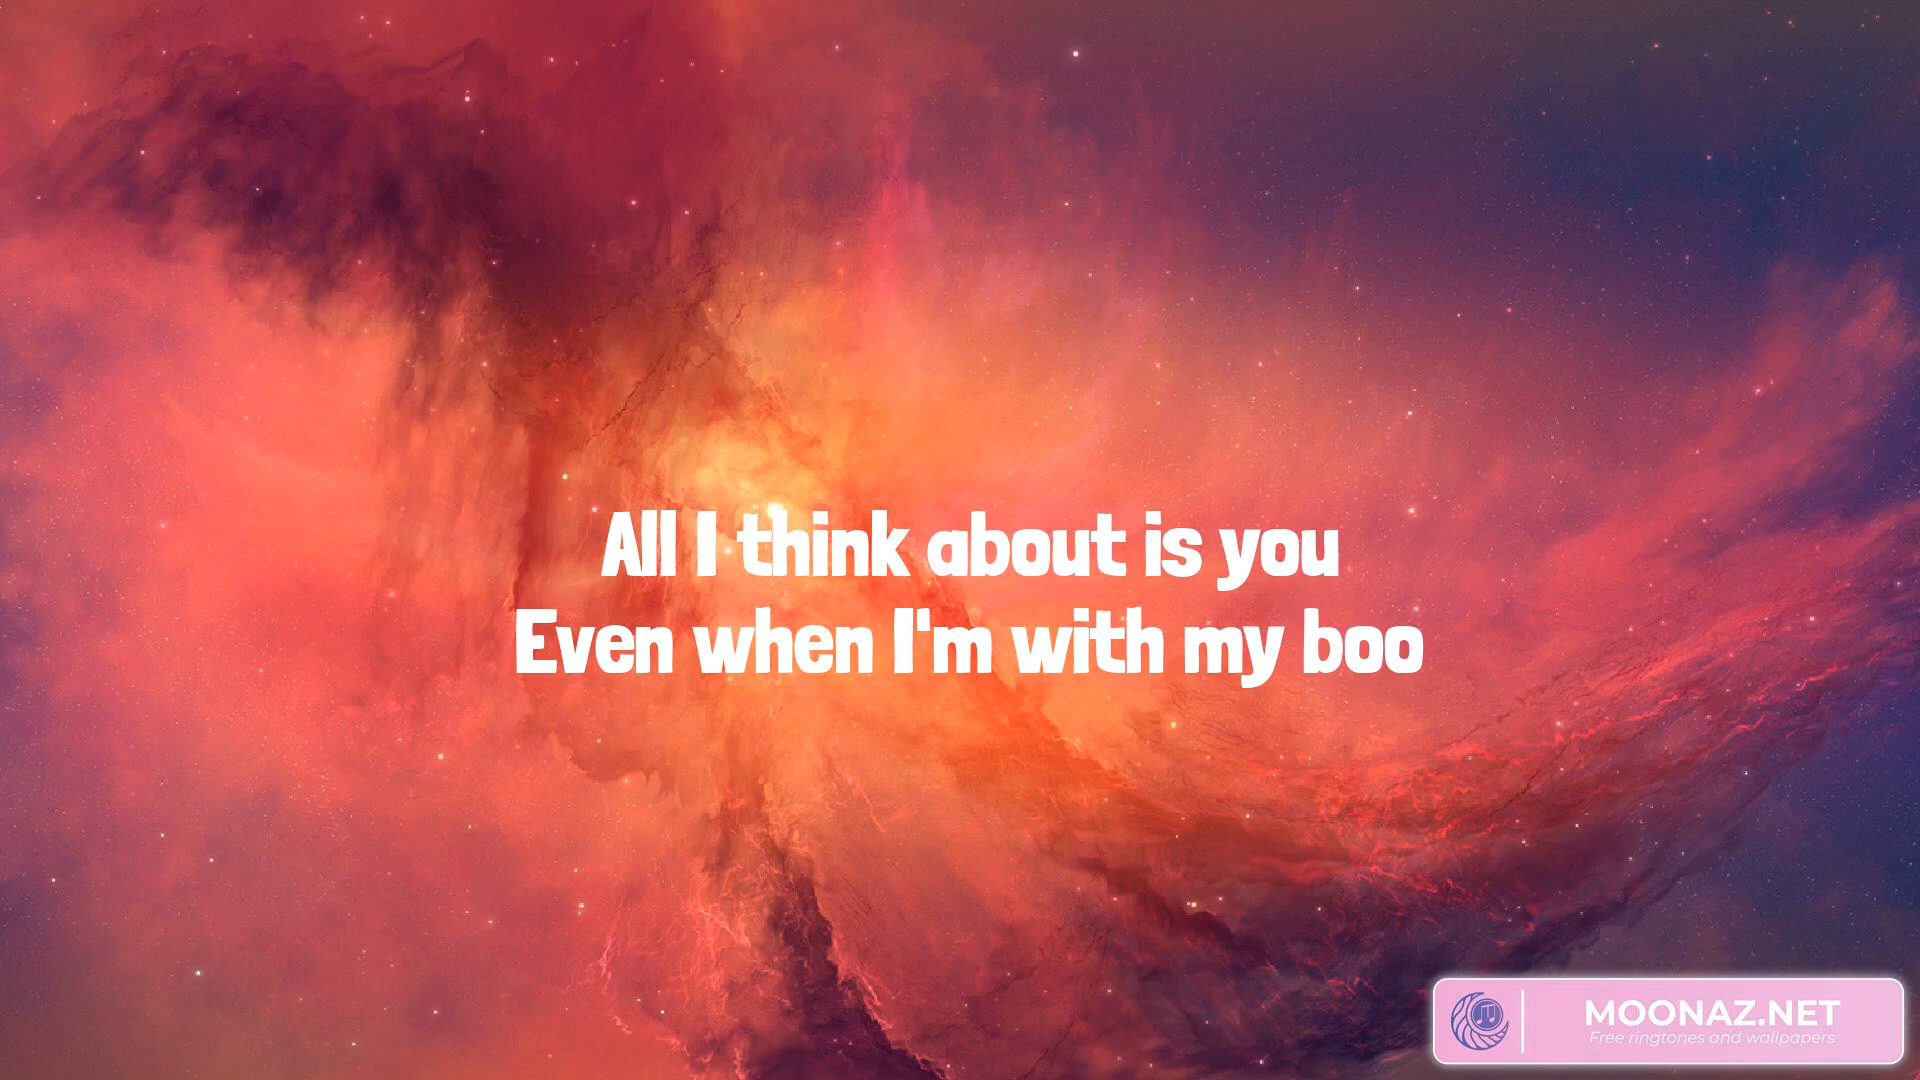 All I think about is you
Even when I'm with my boo
MOONAZ.NET
Free ringtones and wallpapers